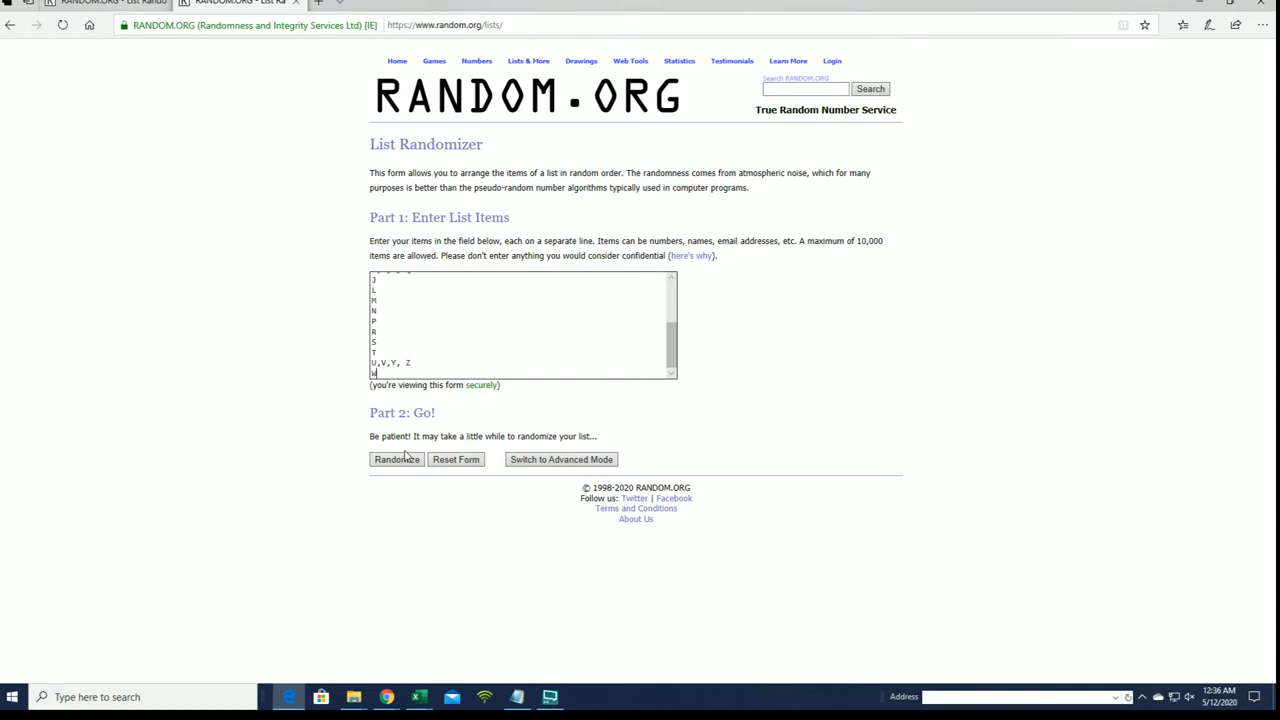 RANDOM.ORG - List Rando
RANDOM.ORG - List Ra
RANDOM.ORG (Randomness and Integrity Services Ltd) [IE]
https://www.random.org/lists/
Home Games Numbers Lists & More Drawings Web Tools Statistics Testimonials Learn More Login
RANDOM.ORG
Search RANDOM.ORG
Search
True Random Number Service
List Randomizer
This form allows you to arrange the items of a list in random order. The randomness comes from atmospheric noise, which for many
purposes is better than the pseudo-random number algorithms typically used in computer programs.
Part 1: Enter List Items
Enter your items in the field below, each on a separate line. Items can be numbers, names, email addresses, etc. A maximum of 10,000
items are allowed. Please don't enter anything you would consider confidential (here's why).
J
L
M
N
P
R
S
T
U,V,Y, Z
W
(you're viewing this form securely)
Part 2: Go!
Be patient! It may take a little while to randomize your list...
Randomize Reset Form Switch to Advanced Mode
© 1998-2020 RANDOM.ORG
Follow us: Twitter | Facebook
Terms and Conditions
About Us
Type here to search
Address
12:36 AM
5/12/2020